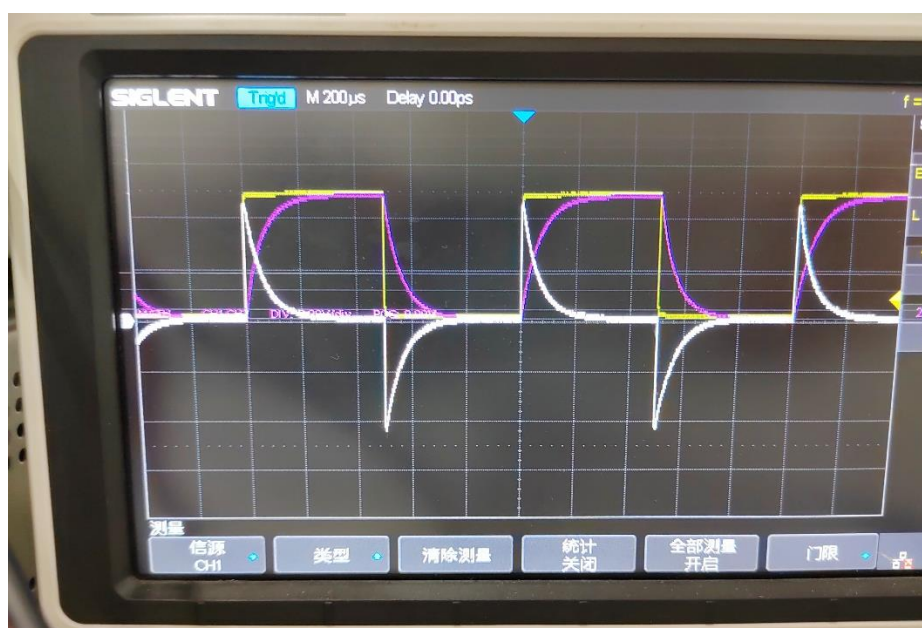 SIGLENT Trig'd M 200µs Delay 0.00ps f =
测量
信源 CH1
类型
清除测量
统计 关闭
全部测量 开启
门限